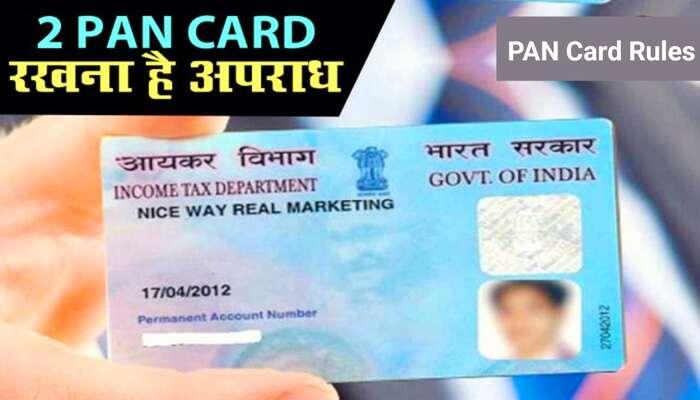 2 PAN CARD
रखना है अपराध
PAN Card Rules
आयकर विभाग
INCOME TAX DEPARTMENT
भारत सरकार
GOVT. OF INDIA
NICE WAY REAL MARKETING
17/04/2012
Permanent Account Number
27042012